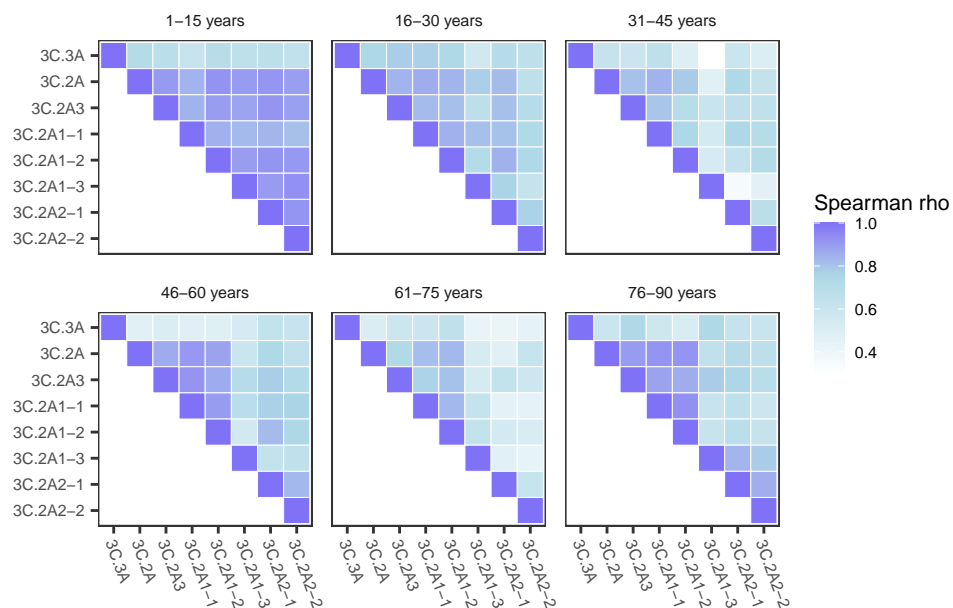 1–15 years
16–30 years
31–45 years
3C.3A
3C.2A
3C.2A3
3C.2A1–1
3C.2A1–2
3C.2A1–3
3C.2A2–1
3C.2A2–2
Spearman rho
1.0
0.8
0.6
0.4
46–60 years
61–75 years
76–90 years
3C.3A
3C.2A
3C.2A3
3C.2A1–1
3C.2A1–2
3C.2A1–3
3C.2A2–1
3C.2A2–2
3C.3A
3C.2A
3C.2A3
3C.2A1–1
3C.2A1–2
3C.2A1–3
3C.2A2–1
3C.2A2–2
3C.3A
3C.2A
3C.2A3
3C.2A1–1
3C.2A1–2
3C.2A1–3
3C.2A2–1
3C.2A2–2
3C.3A
3C.2A
3C.2A3
3C.2A1–1
3C.2A1–2
3C.2A1–3
3C.2A2–1
3C.2A2–2